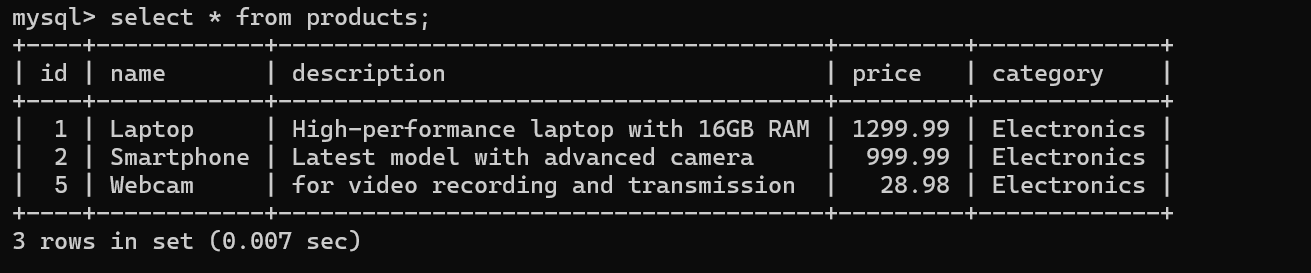 mysql> select * from products;
+----+------------+---------------------------------------+---------+-------------+
| id | name       | description                           | price   | category    |
+----+------------+---------------------------------------+---------+-------------+
|  1 | Laptop     | High-performance laptop with 16GB RAM | 1299.99 | Electronics |
|  2 | Smartphone | Latest model with advanced camera     |  999.99 | Electronics |
|  5 | Webcam     | for video recording and transmission  |   28.98 | Electronics |
+----+------------+---------------------------------------+---------+-------------+
3 rows in set (0.007 sec)